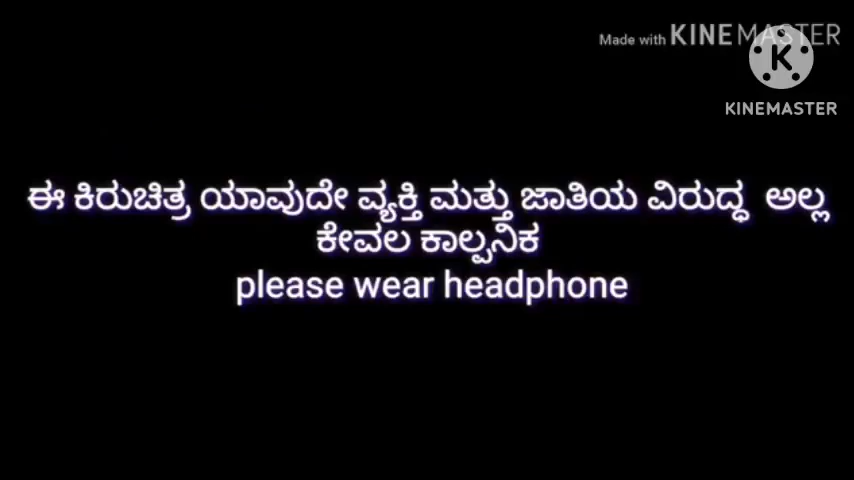 Made with KINEMASTER
K
KINEMASTER
ಈ ಕಿರುಚಿತ್ರ ಯಾವುದೇ ವ್ಯಕ್ತಿ ಮತ್ತು ಜಾತಿಯ ವಿರುದ್ಧ ಅಲ್ಲ
ಕೇವಲ ಕಾಲ್ಪನಿಕ
please wear headphone